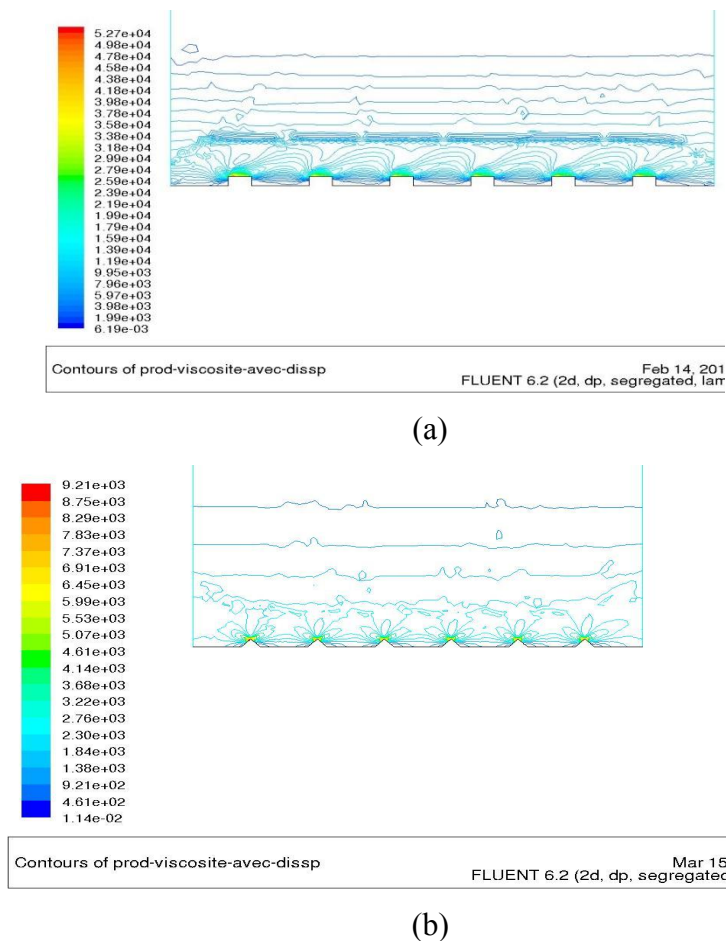 5.27e+04
4.98e+04
4.78e+04
4.58e+04
4.38e+04
4.18e+04
3.98e+04
3.78e+04
3.58e+04
3.38e+04
3.18e+04
2.99e+04
2.79e+04
2.59e+04
2.39e+04
2.19e+04
1.99e+04
1.79e+04
1.59e+04
1.39e+04
1.19e+04
9.95e+03
7.96e+03
5.97e+03
3.98e+03
1.99e+03
6.19e-03
Contours of prod-viscosite-avec-dissp
Feb 14, 201
FLUENT 6.2 (2d, dp, segregated, lam
(a)
9.21e+03
8.75e+03
8.29e+03
7.83e+03
7.37e+03
6.91e+03
6.45e+03
5.99e+03
5.53e+03
5.07e+03
4.61e+03
4.14e+03
3.68e+03
3.22e+03
2.76e+03
2.30e+03
1.84e+03
1.38e+03
9.21e+02
4.61e+02
1.14e-02
Contours of prod-viscosite-avec-dissp
Mar 15
FLUENT 6.2 (2d, dp, segregated
(b)